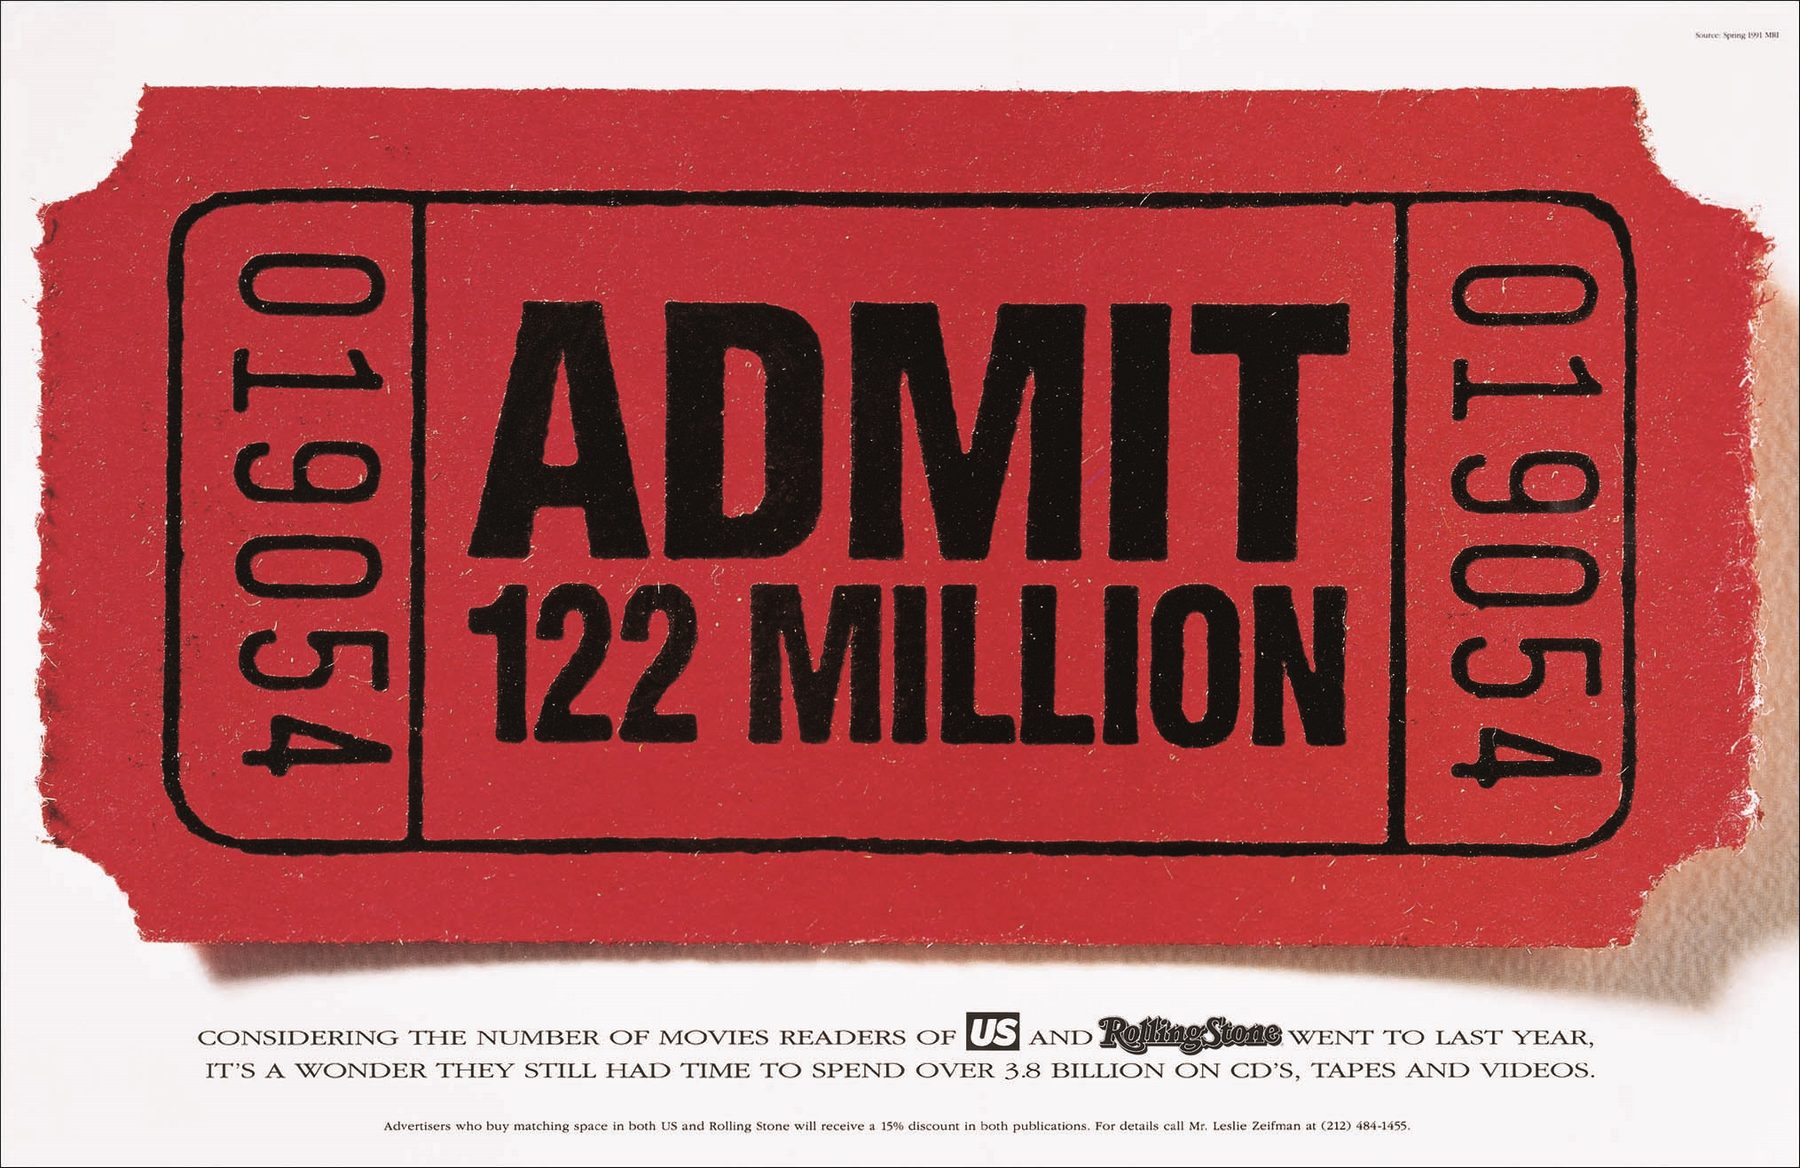 Source: Spring 1991 MRI
019054
ADMIT
122 MILLION
019054
CONSIDERING THE NUMBER OF MOVIES READERS OF US AND RollingStone WENT TO LAST YEAR,
IT'S A WONDER THEY STILL HAD TIME TO SPEND OVER 3.8 BILLION ON CD'S, TAPES AND VIDEOS.
Advertisers who buy matching space in both US and Rolling Stone will receive a 15% discount in both publications. For details call Mr. Leslie Zeifman at (212) 484-1455.